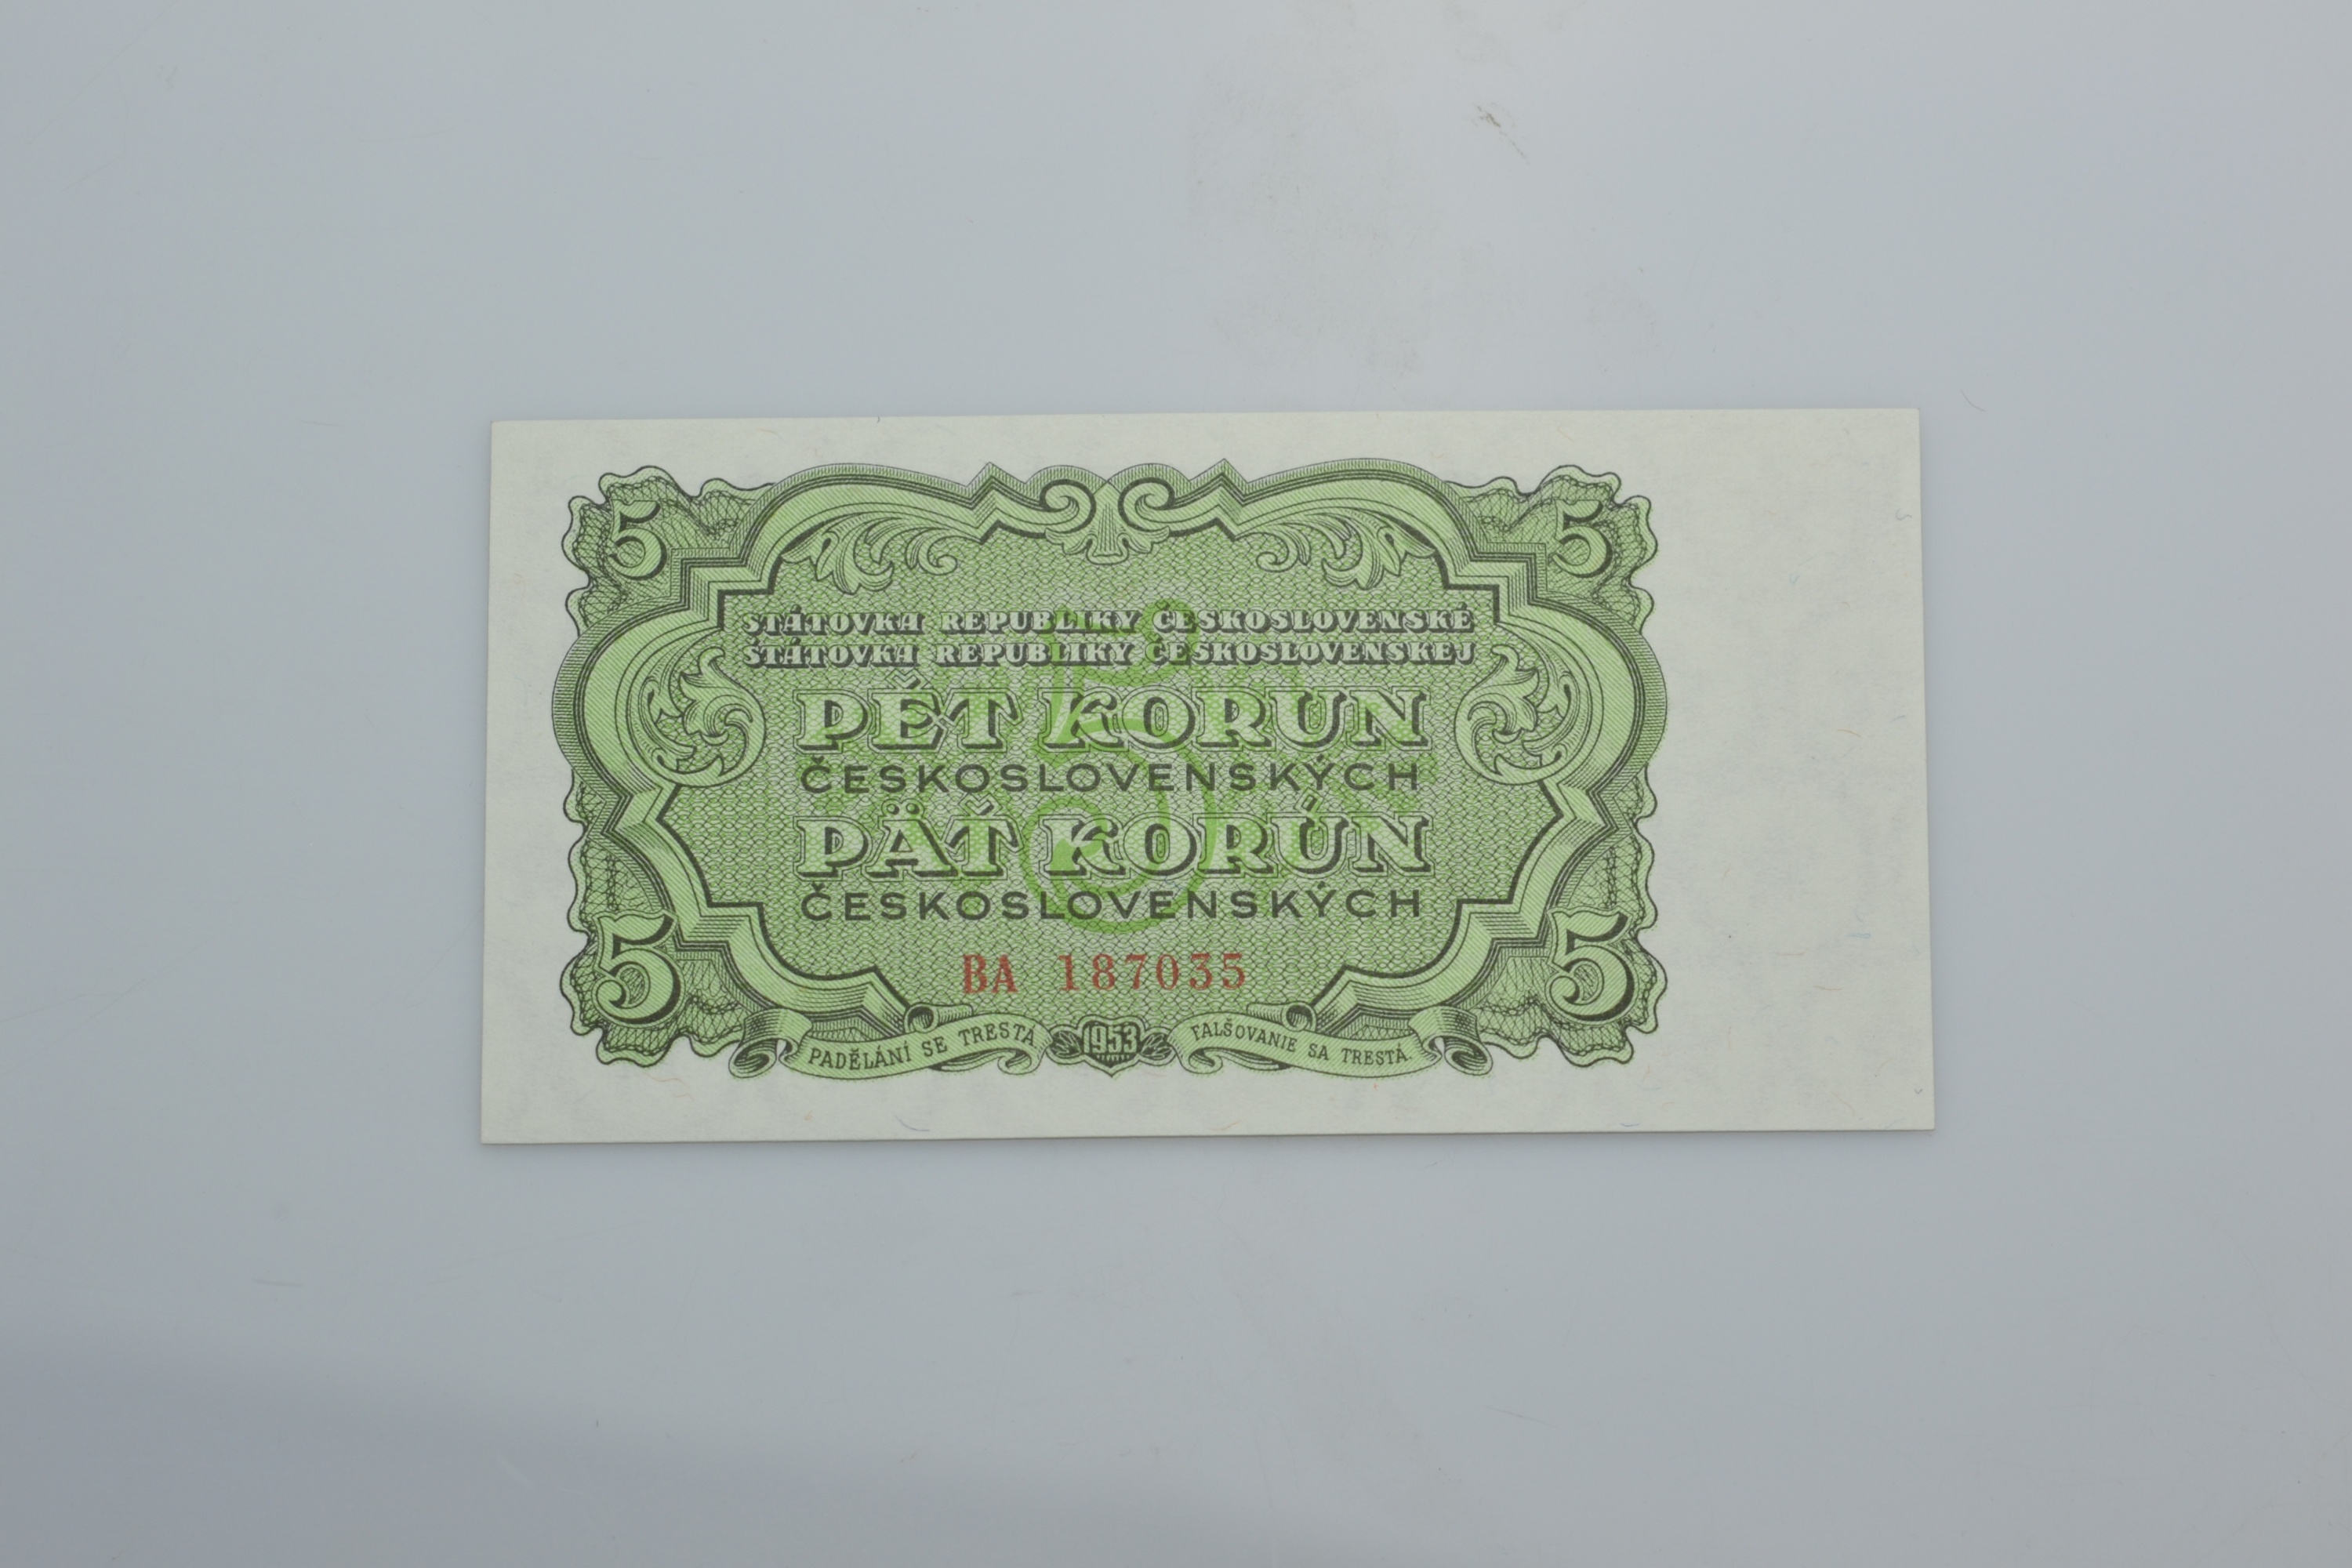 5 5
STÁTOVKA REPUBLIKY ČESKOSLOVENSKÉ
ŠTÁTOVKA REPUBLIKY ČESKOSLOVENSKEJ
PĚT KORUN
ČESKOSLOVENSKÝCH
PÄŤ KORÚN
ČESKOSLOVENSKÝCH
5 5
BA 187035
PADĚLÁNÍ SE TRESTÁ 1953 FALŠOVANIE SA TRESTÁ.